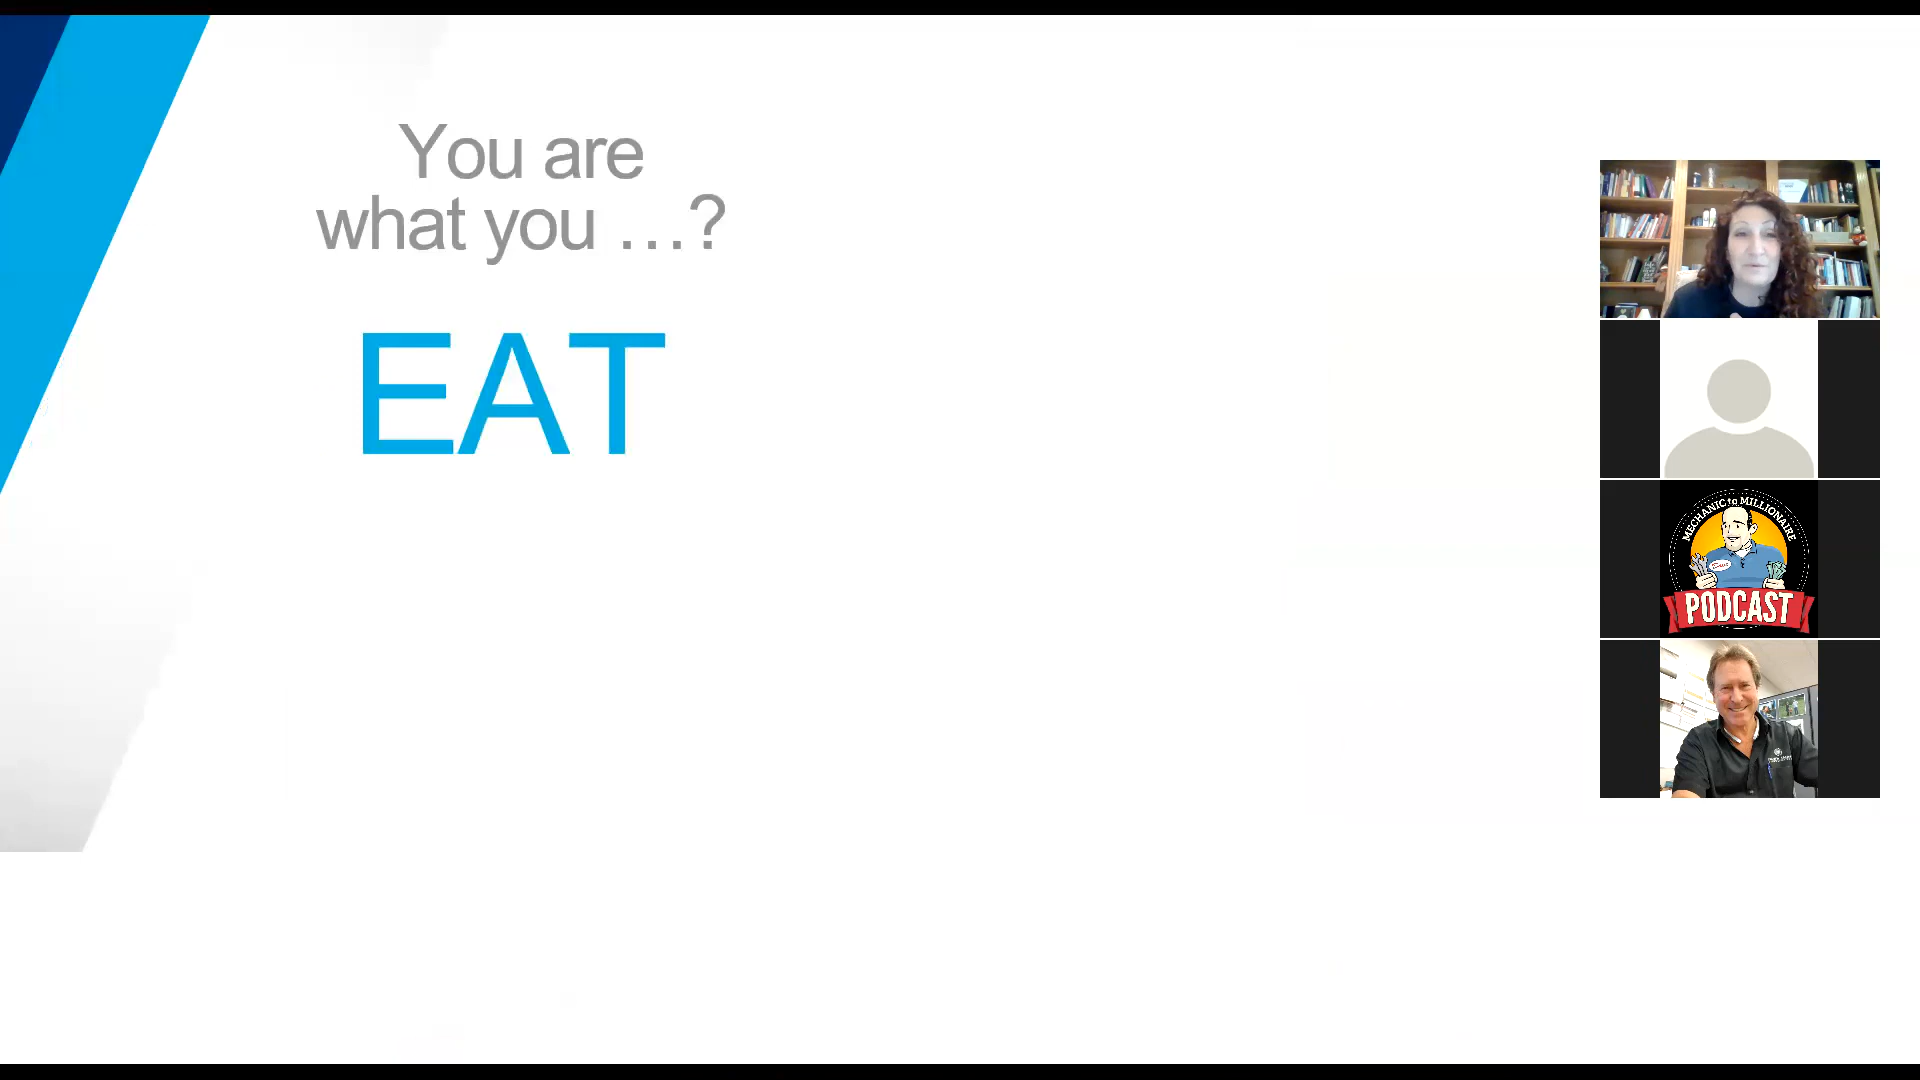 You are
what you ...?
EAT
MECHANIC to MILLIONAIRE
PODCAST